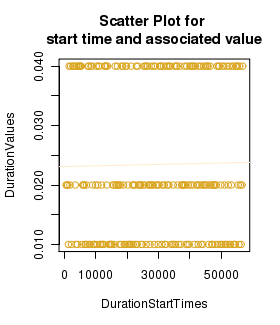 Scatter Plot for
start time and associated value
DurationValues
0.040
0.030
0.020
0.010
0 10000 30000 50000
DurationStartTimes